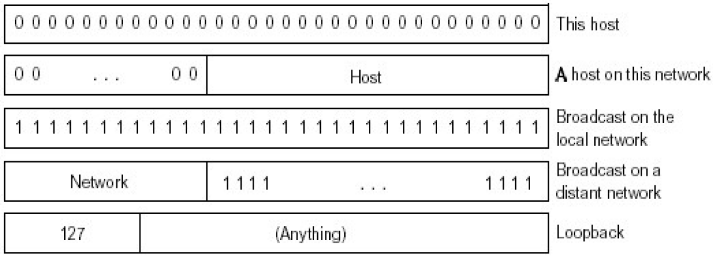 0 0 0 0 0 0 0 0 0 0 0 0 0 0 0 0 0 0 0 0 0 0 0 0 0 0 0 0 0 0 0 0 This host
0 0 ... 0 0 Host A host on this network
1 1 1 1 1 1 1 1 1 1 1 1 1 1 1 1 1 1 1 1 1 1 1 1 1 1 1 1 1 1 1 1 Broadcast on the
local network
Network 1 1 1 1 ... 1 1 1 1 Broadcast on a
distant network
127 (Anything) Loopback